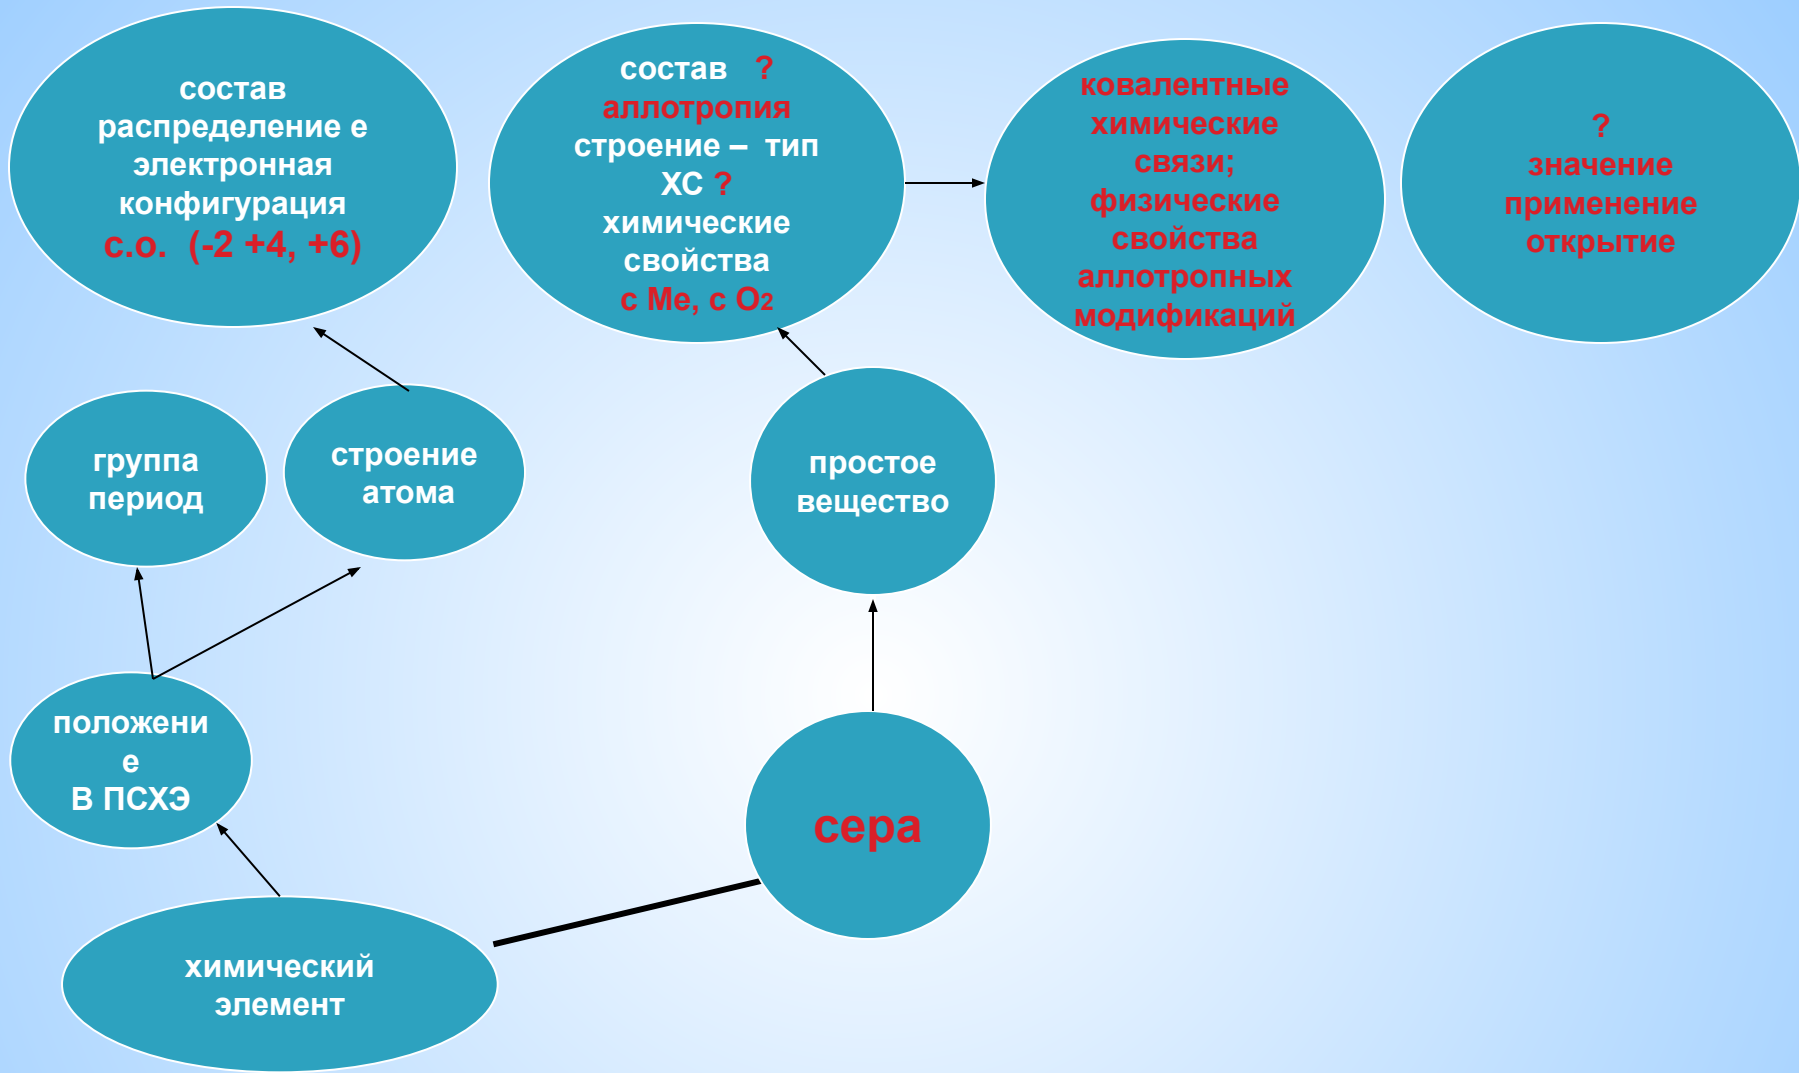 состав
распределение е
электронная
конфигурация
с.о. (-2 +4, +6)
состав ?
аллотропия
строение – тип
ХС ?
химические
свойства
с Ме, с О2
ковалентные
химические
связи;
физические
свойства
аллотропных
модификаций
?
значение
применение
открытие
группа
период
строение
атома
простое
вещество
положени
е
В ПСХЭ
сера
химический
элемент